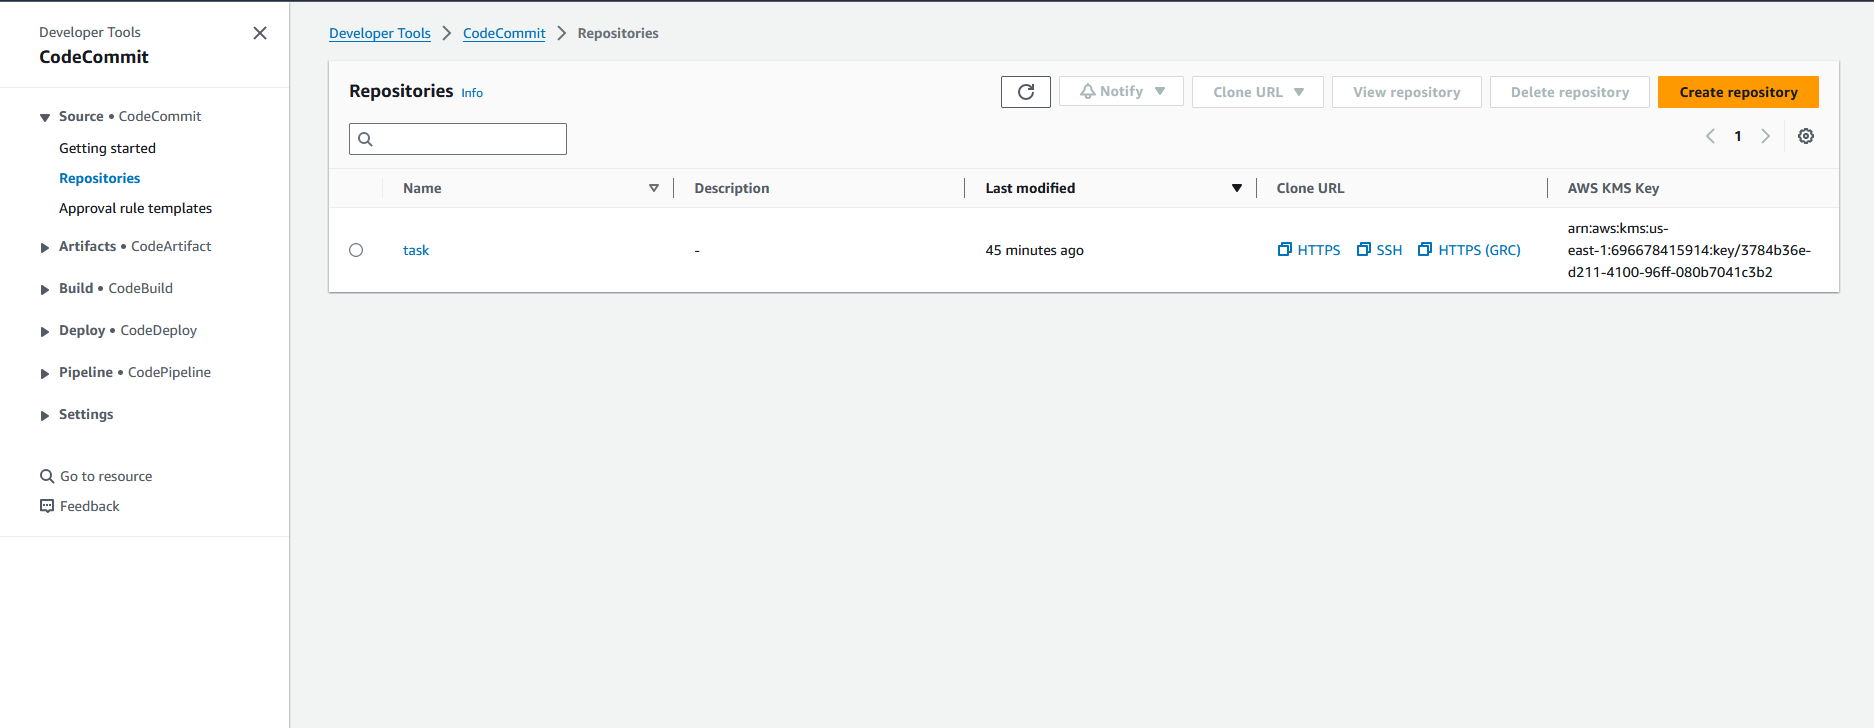 Developer Tools
CodeCommit
Source • CodeCommit
Getting started
Repositories
Approval rule templates
Artifacts • CodeArtifact
Build • CodeBuild
Deploy • CodeDeploy
Pipeline • CodePipeline
Settings
Go to resource
Feedback
Developer Tools CodeCommit Repositories
Repositories Info
Notify Clone URL View repository Delete repository Create repository
1
Name Description Last modified Clone URL AWS KMS Key
task - 45 minutes ago HTTPS SSH HTTPS (GRC)
arn:aws:kms:us-
east-1:696678415914:key/3784b36e-
d211-4100-96ff-080b7041c3b2